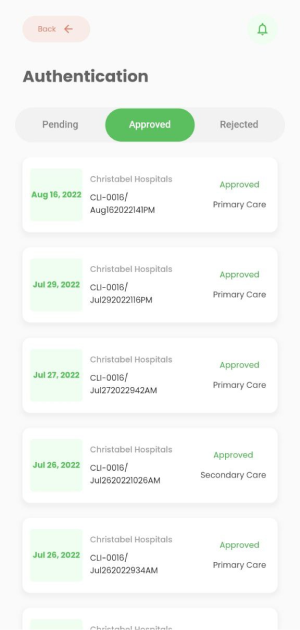 Back
Authentication
Pending Approved Rejected
Christabel Hospitals
Aug 16, 2022
CLI-0016/
Aug162022141PM
Approved
Primary Care
Christabel Hospitals
Jul 29, 2022
CLI-0016/
Jul292022116PM
Approved
Primary Care
Christabel Hospitals
Jul 27, 2022
CLI-0016/
Jul272022942AM
Approved
Primary Care
Christabel Hospitals
Jul 26, 2022
CLI-0016/
Jul2620221026AM
Approved
Secondary Care
Christabel Hospitals
Jul 26, 2022
CLI-0016/
Jul262022934AM
Approved
Primary Care
Christabel Hospitals